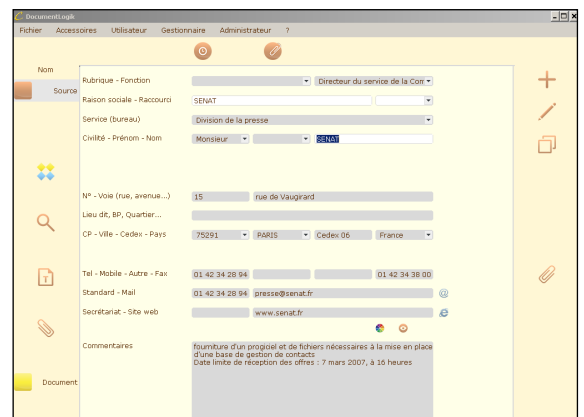 DocumentLogik
Fichier Accessoires Utilisateur Gestionnaire Administrateur ?
Nom
Source
Rubrique - Fonction Directeur du service de la Com
Raison sociale - Raccourci SENAT
Service (bureau) Division de la presse
Civilité - Prénom - Nom Monsieur SENAT
N° - Voie (rue, avenue...) 15 rue de Vaugirard
Lieu dit, BP, Quartier...
CP - Ville - Cedex - Pays 75291 PARIS Cedex 06 France
Tel - Mobile - Autre - Fax 01 42 34 28 94 01 42 34 38 00
Standard - Mail 01 42 34 28 94 presse@senat.fr
Secrétariat - Site web www.senat.fr
Commentaires fourniture d'un progiciel et de fichiers nécessaires à la mise en place
d'une base de gestion de contacts
Date limite de réception des offres : 7 mars 2007, à 16 heures
Document